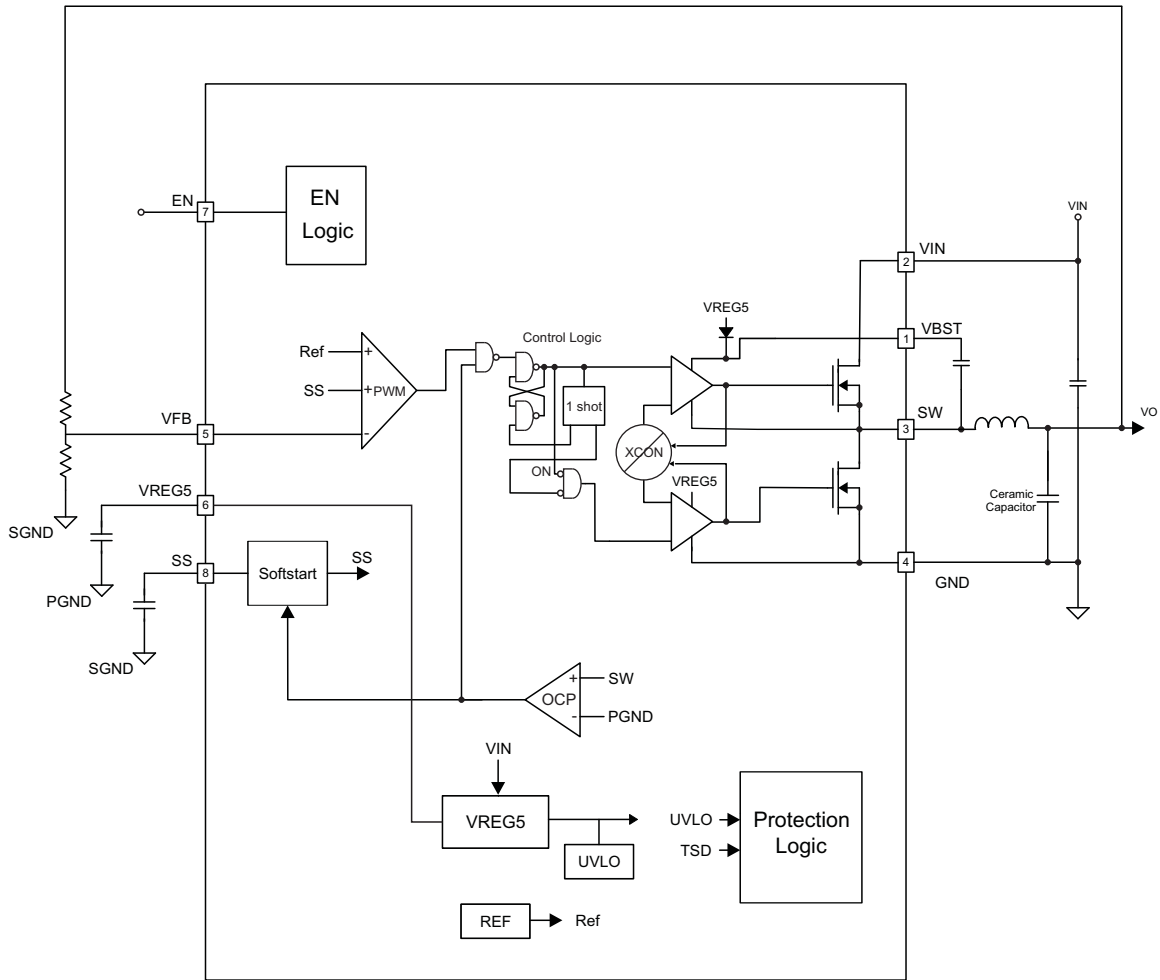 EN
7
EN
Logic
VIN
VIN
2
VREG5
VBST
1
Control Logic
Ref
+
SS
+
PWM
-
1 shot
VFB
5
SW
3
VO
XCON
ON
VREG5
Ceramic
Capacitor
VREG5
6
SGND
SS
8
Softstart
SS
4
GND
PGND
SGND
+
SW
OCP
-
PGND
VIN
VREG5
UVLO
UVLO
TSD
Protection
Logic
REF
Ref